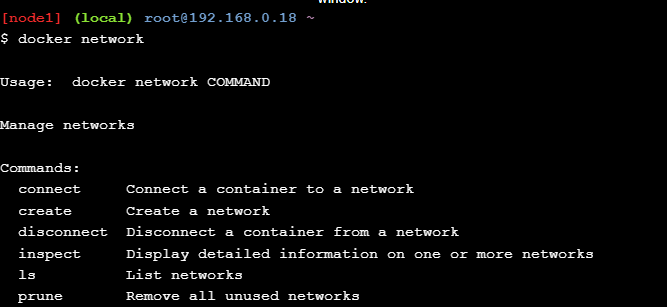 window.
[node1] (local) root@192.168.0.18 ~
$ docker network
Usage:  docker network COMMAND
Manage networks
Commands:
  connect     Connect a container to a network
  create      Create a network
  disconnect  Disconnect a container from a network
  inspect     Display detailed information on one or more networks
  ls          List networks
  prune       Remove all unused networks